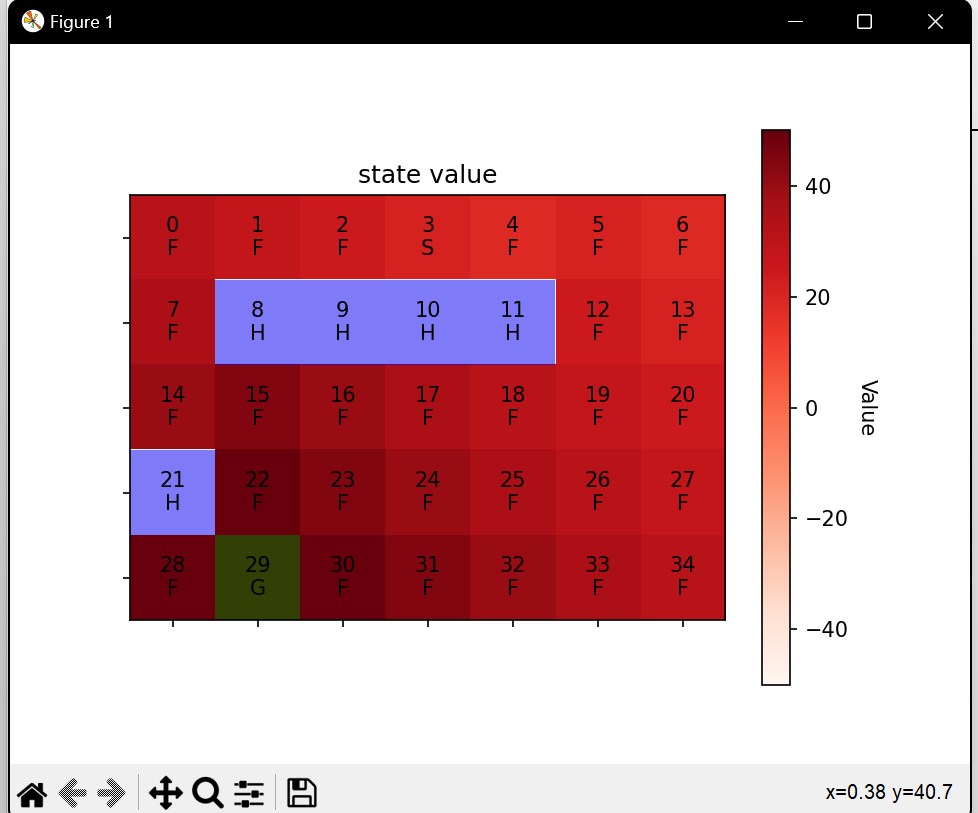 Figure 1
state value
0 1 2 3 4 5 6
F F F S F F F
7 8 9 10 11 12 13
F H H H H F F
14 15 16 17 18 19 20
F F F F F F F
21 22 23 24 25 26 27
H F F F F F F
28 29 30 31 32 33 34
F G F F F F F
40
20
0
−20
−40
Value
x=0.38 y=40.7